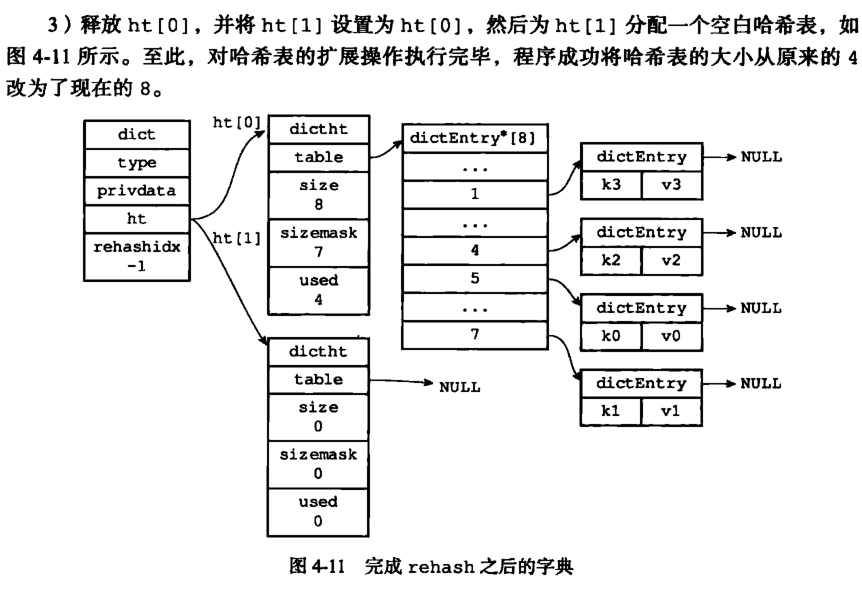 3）释放 ht[0]，并将 ht[1] 设置为 ht[0]，然后为 ht[1] 分配一个空白哈希表，如
图 4-11 所示。至此，对哈希表的扩展操作执行完毕，程序成功将哈希表的大小从原来的 4
改为了现在的 8。
dict
type
privdata
ht
rehashidx
-1
ht[0]
ht[1]
dictht
table
size
8
sizemask
7
used
4
dictEntry*[8]
...
1
...
4
5
...
7
dictEntry
k3 v3
NULL
dictEntry
k2 v2
NULL
dictEntry
k0 v0
NULL
dictEntry
k1 v1
NULL
dictht
table
NULL
size
0
sizemask
0
used
0
图 4-11 完成 rehash 之后的字典